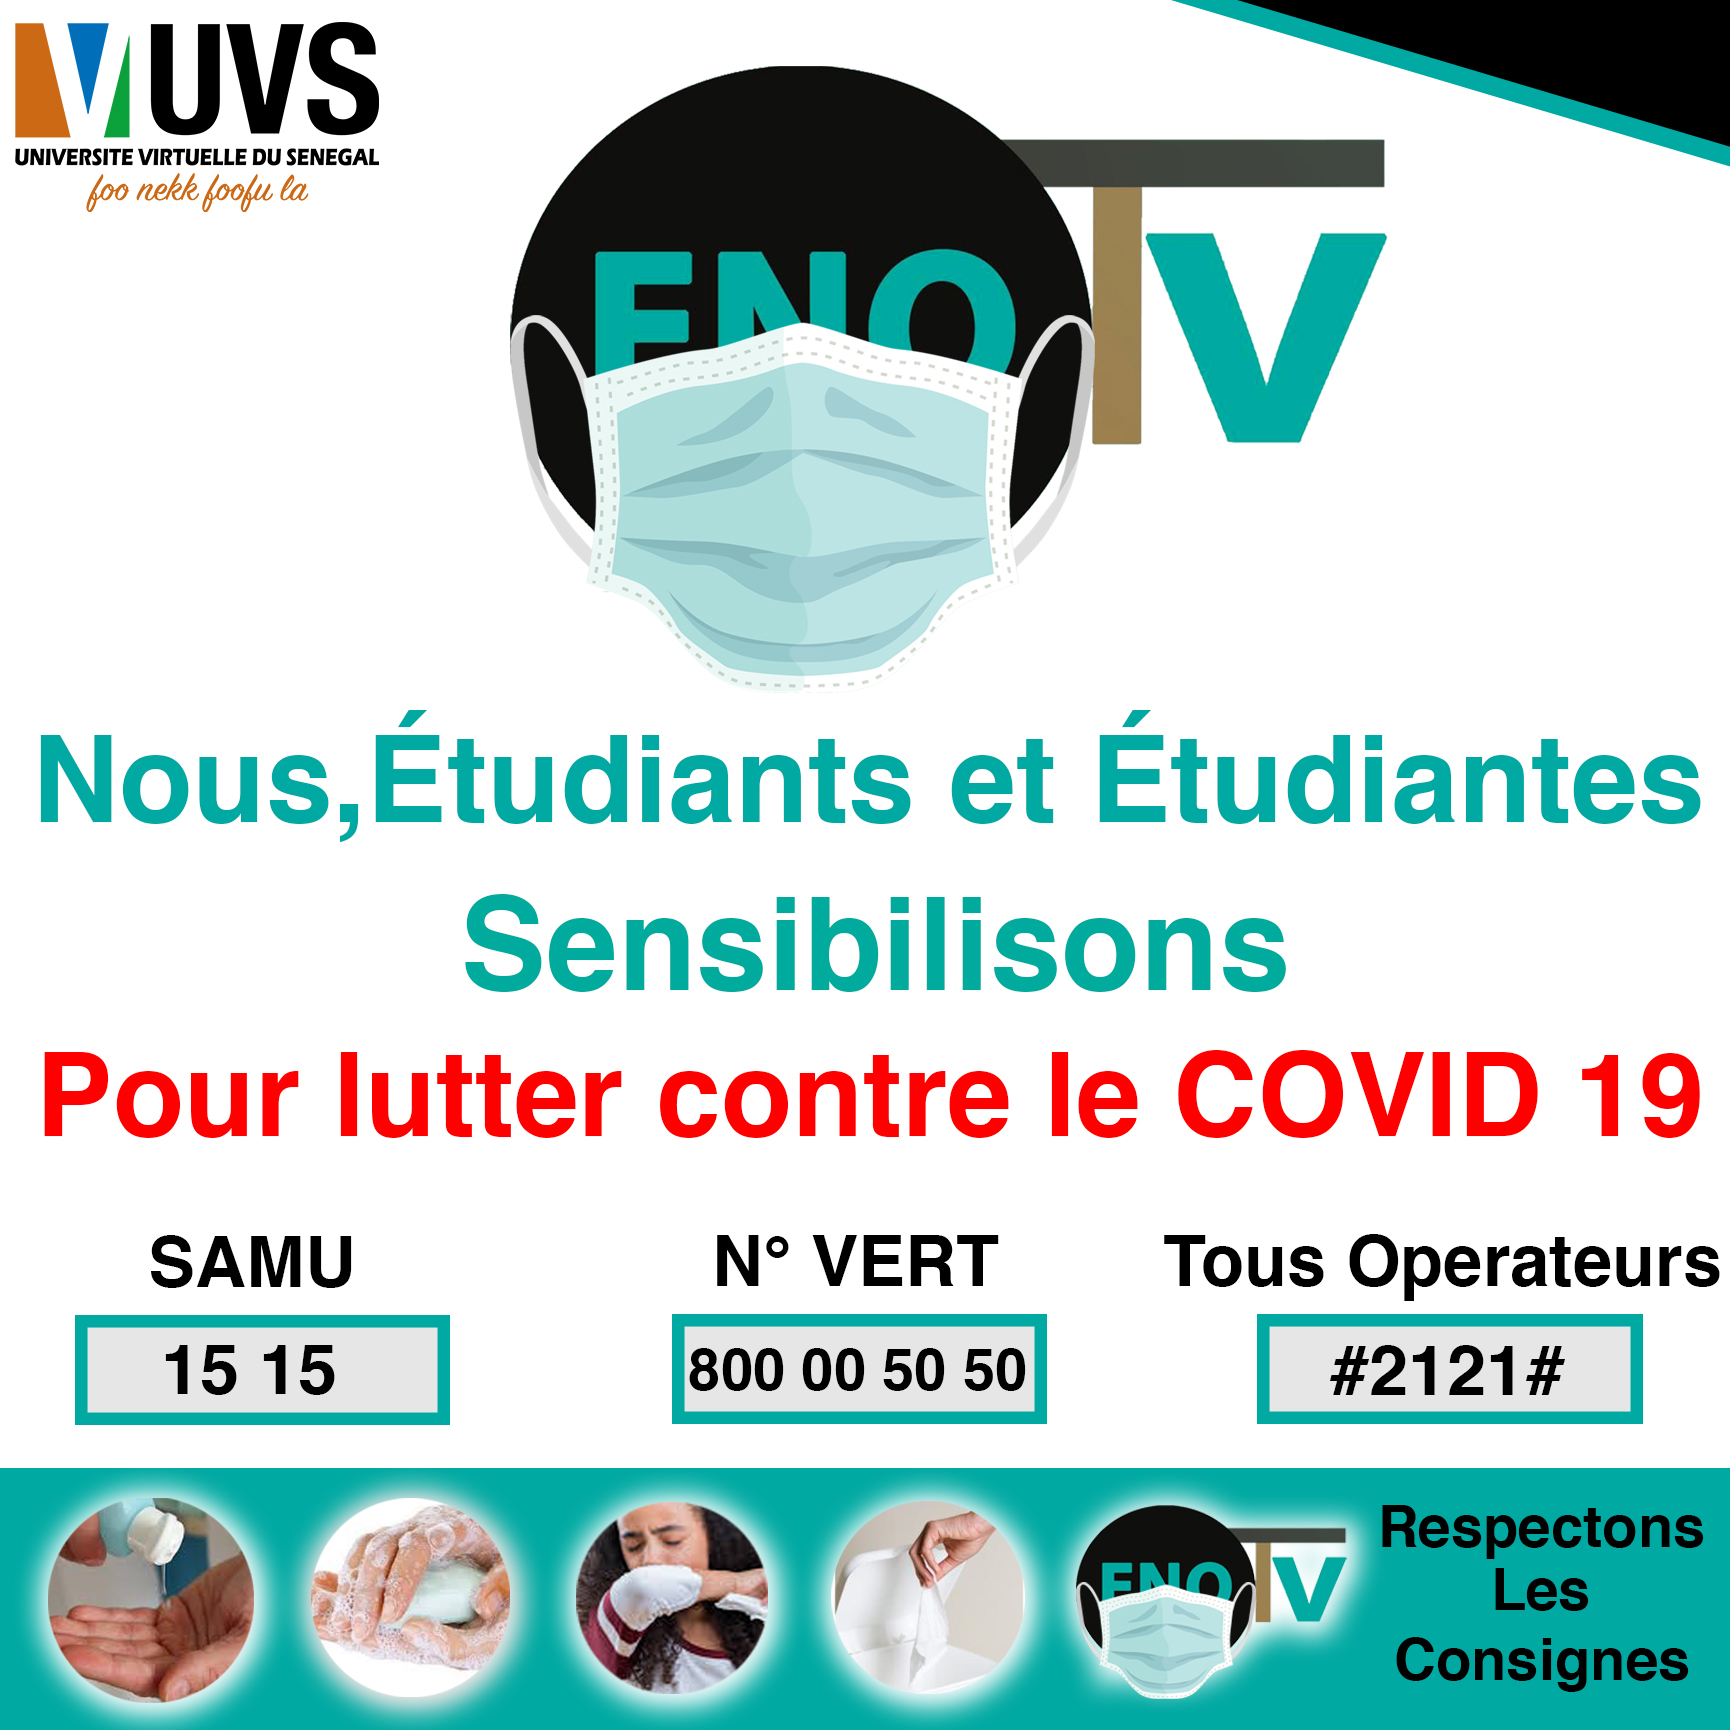 UVS
UNIVERSITE VIRTUELLE DU SENEGAL
foo nekk foofu la
ENO TV
Nous,Étudiants et Étudiantes
Sensibilisons
Pour lutter contre le COVID 19
SAMU
15 15
N° VERT
800 00 50 50
Tous Operateurs
#2121#
ENO TV
Respectons
Les
Consignes